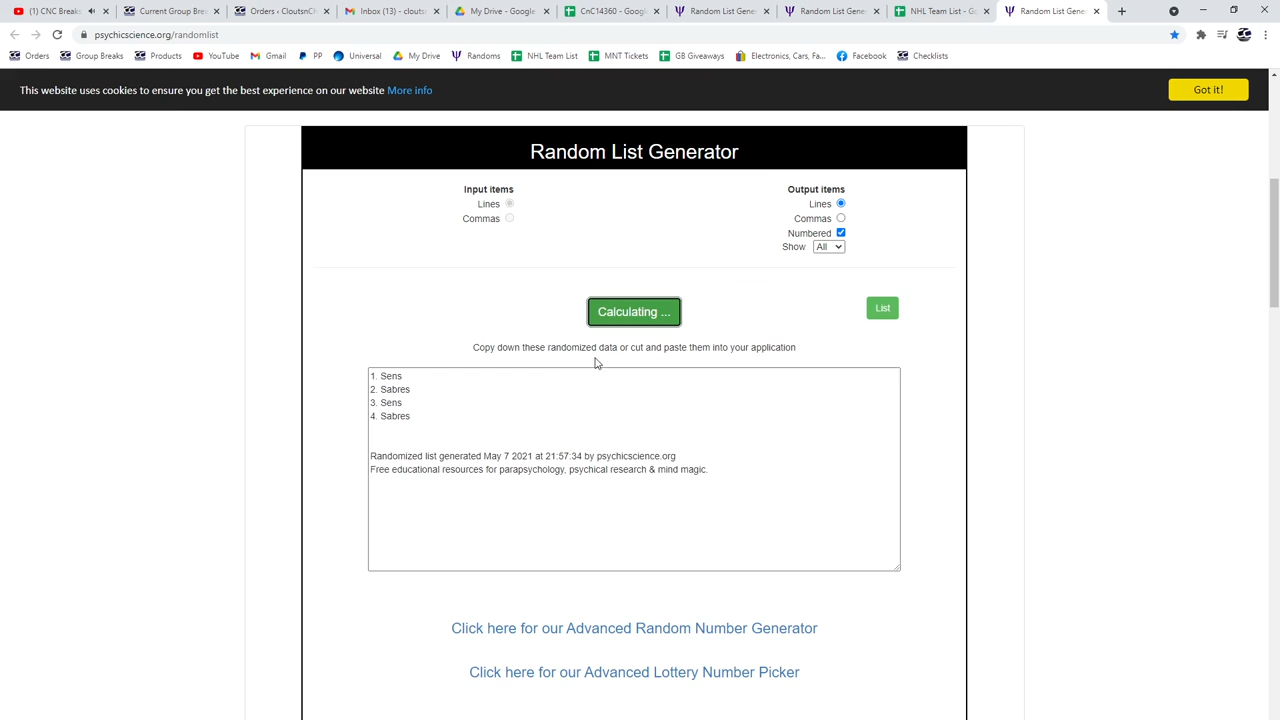 (1) CNC Break
Current Group Bre
Orders ‹ CloutsnCh
Inbox (13) - clouts
My Drive - Google
CnC14360 - Google
Random List Gene
Random List Gene
NHL Team List - Go
Random List Gene
psychicscience.org/randomlist
Orders
Group Breaks
Products
YouTube
Gmail
PP
Universal
My Drive
Randoms
NHL Team List
MNT Tickets
GB Giveaways
Electronics, Cars, Fa...
Facebook
Checklists
This website uses cookies to ensure you get the best experience on our website More info
Got it!
Random List Generator
Input items
Lines
Commas
Output items
Lines
Commas
Numbered
Show All
Calculating ...
List
Copy down these randomized data or cut and paste them into your application
1. Sens
2. Sabres
3. Sens
4. Sabres
Randomized list generated May 7 2021 at 21:57:34 by psychicscience.org
Free educational resources for parapsychology, psychical research & mind magic.
Click here for our Advanced Random Number Generator
Click here for our Advanced Lottery Number Picker